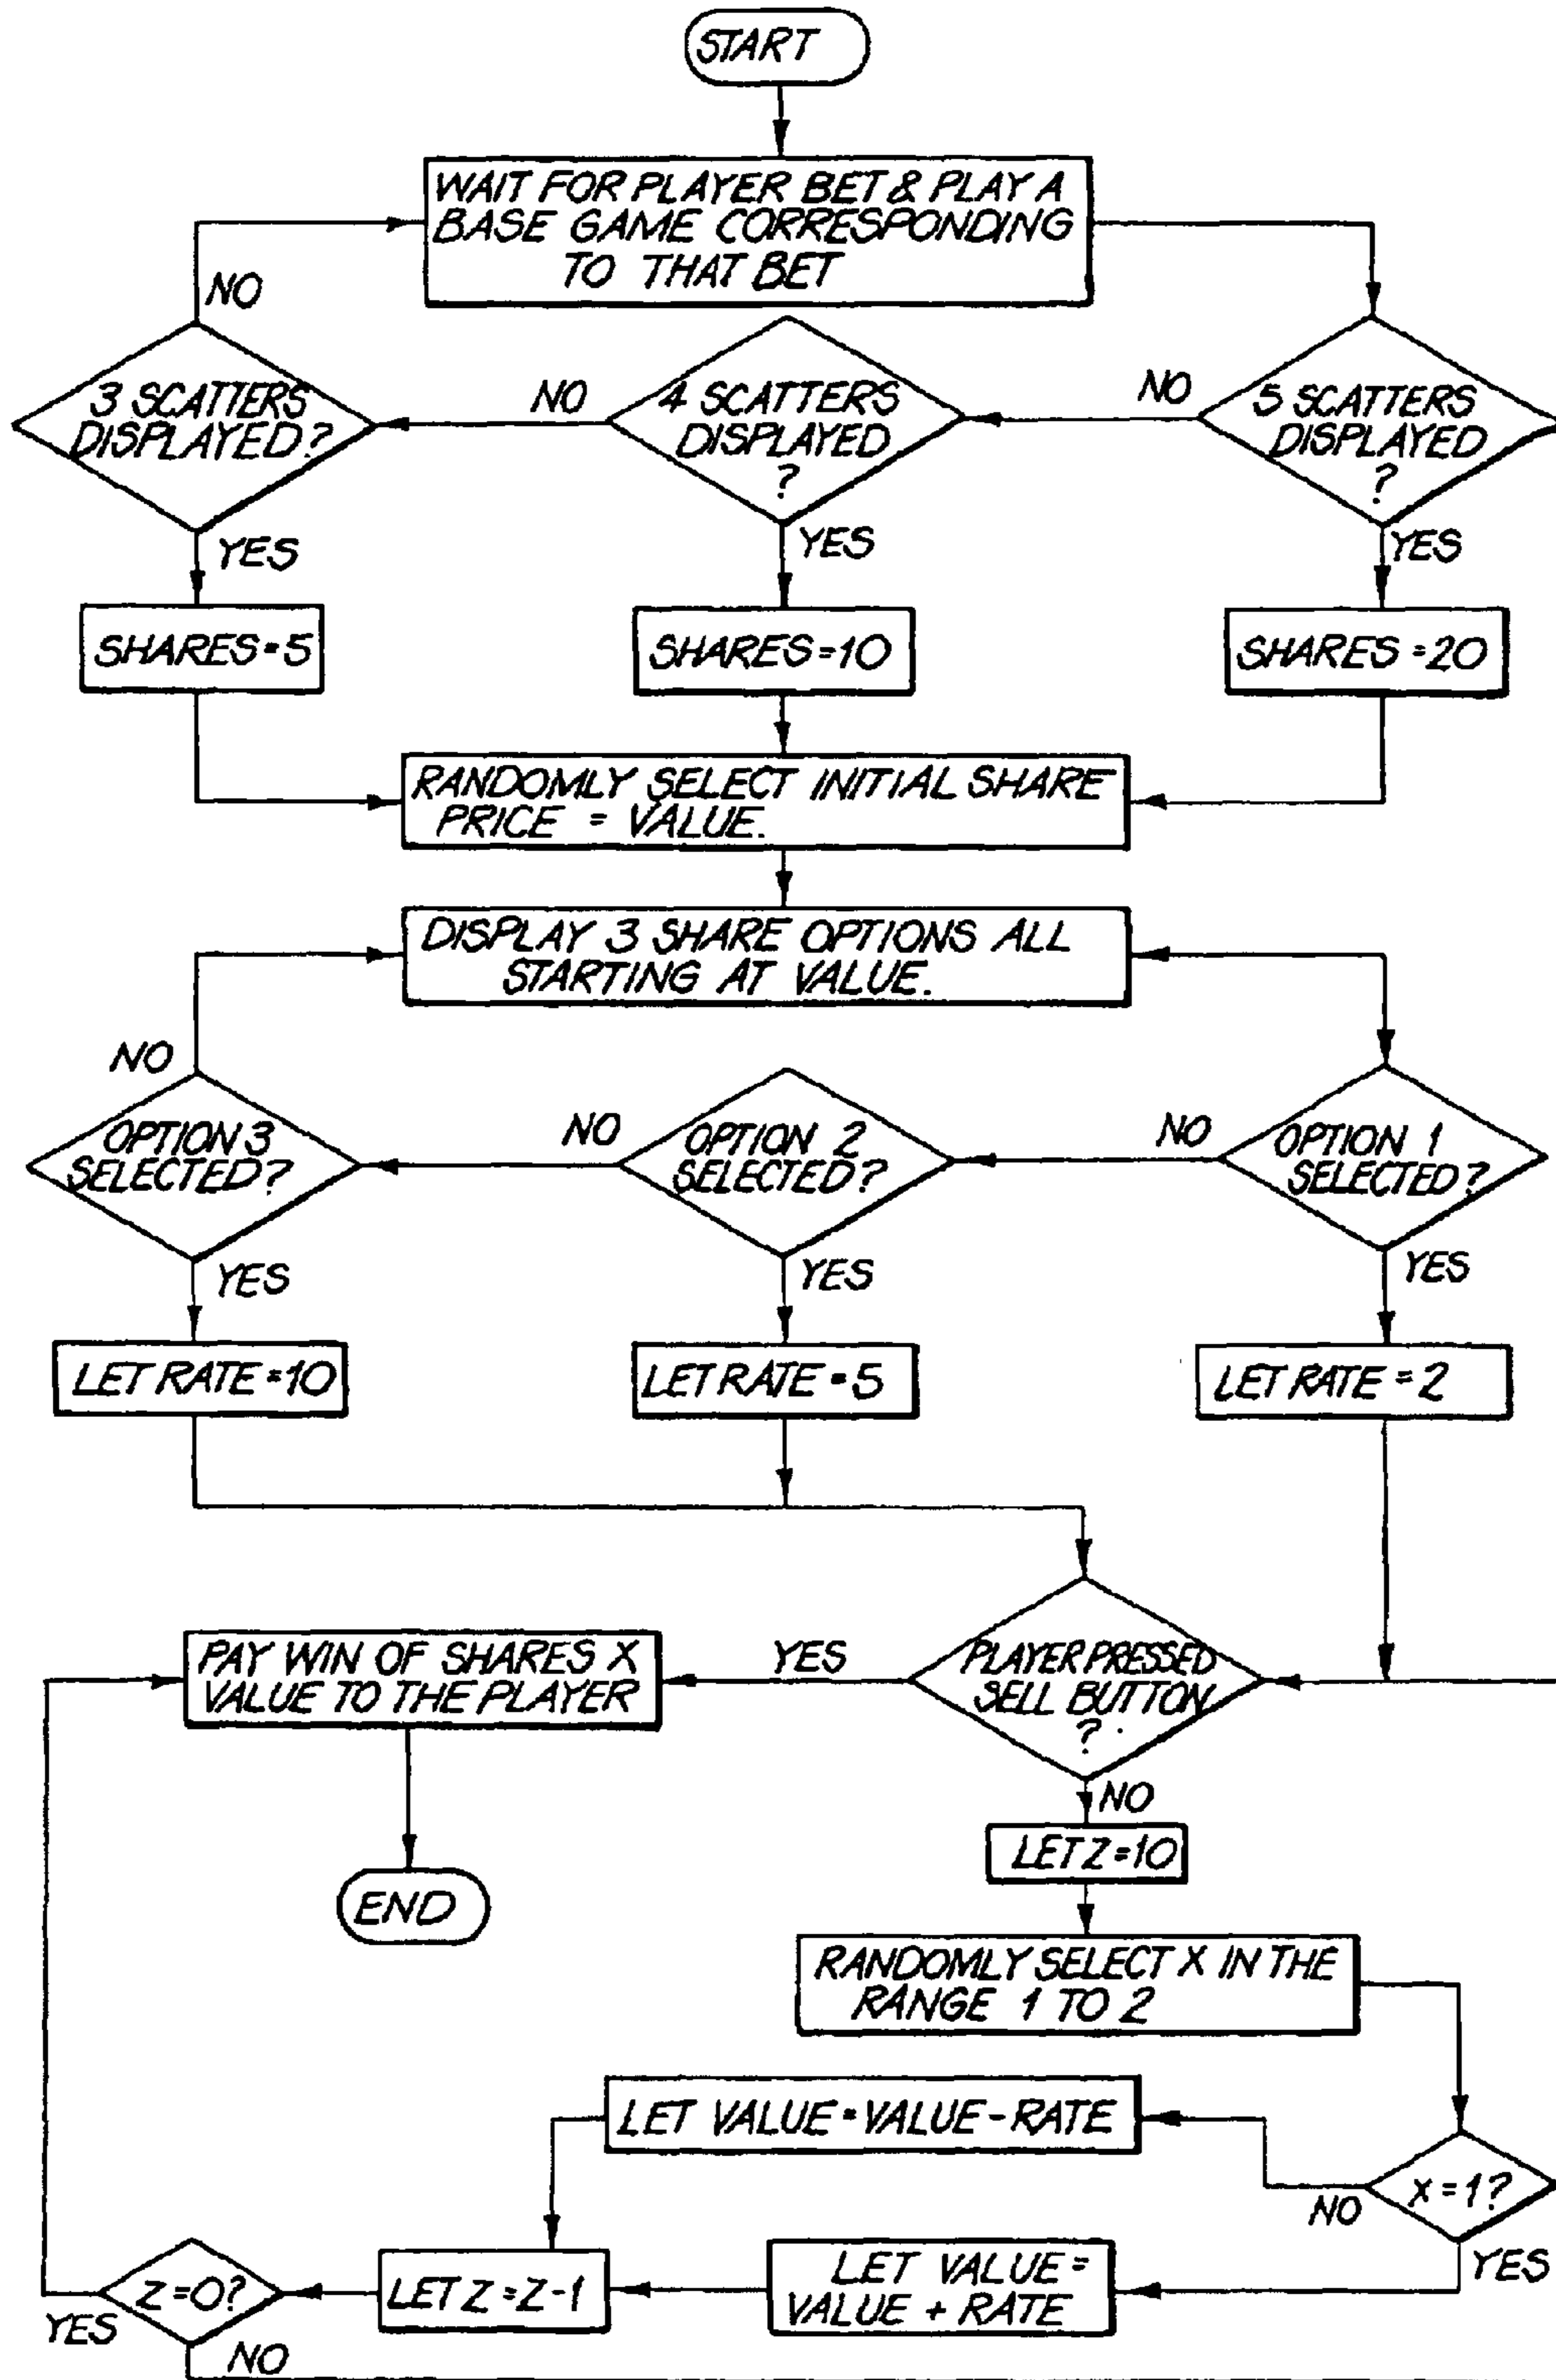 START
WAIT FOR PLAYER BET & PLAY A
BASE GAME CORRESPONDING
TO THAT BET
NO
3 SCATTERS
DISPLAYED?
NO
4 SCATTERS
DISPLAYED
?
NO
5 SCATTERS
DISPLAYED
?
YES
YES
YES
SHARES=5
SHARES=10
SHARES=20
RANDOMLY SELECT INITIAL SHARE
PRICE = VALUE.
DISPLAY 3 SHARE OPTIONS ALL
STARTING AT VALUE.
NO
OPTION 3
SELECTED?
NO
OPTION 2
SELECTED?
NO
OPTION 1
SELECTED?
YES
YES
YES
LET RATE=10
LET RATE=5
LET RATE=2
PAY WIN OF SHARES X
VALUE TO THE PLAYER
YES
PLAYER PRESSED
SELL BUTTON
?
NO
LET Z=10
END
RANDOMLY SELECT X IN THE
RANGE 1 TO 2
LET VALUE=VALUE-RATE
X=1?
NO
YES
LET VALUE=
VALUE + RATE
LET Z=Z-1
Z=0?
YES
NO